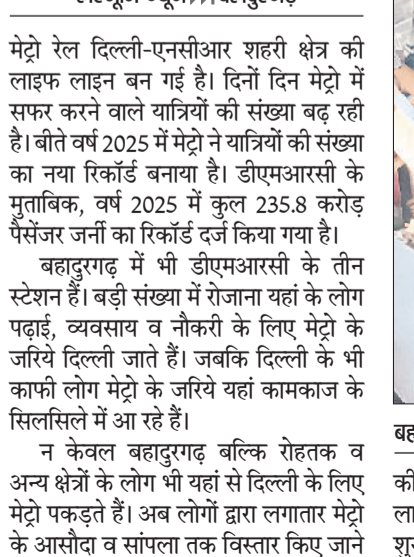 मेट्रो रेल दिल्ली-एनसीआर शहरी क्षेत्र की
लाइफ लाइन बन गई है। दिनों दिन मेट्रो में
सफर करने वाले यात्रियों की संख्या बढ़ रही
है। बीते वर्ष 2025 में मेट्रो ने यात्रियों की संख्या
का नया रिकॉर्ड बनाया है। डीएमआरसी के
मुताबिक, वर्ष 2025 में कुल 235.8 करोड़
पैसेंजर जर्नी का रिकॉर्ड दर्ज किया गया है।
बहादुरगढ़ में भी डीएमआरसी के तीन
स्टेशन हैं। बड़ी संख्या में रोजाना यहां के लोग
पढ़ाई, व्यवसाय व नौकरी के लिए मेट्रो के
जरिये दिल्ली जाते हैं। जबकि दिल्ली के भी
काफी लोग मेट्रो के जरिये यहां कामकाज के
सिलसिले में आ रहे हैं।
न केवल बहादुरगढ़ बल्कि रोहतक व
अन्य क्षेत्रों के लोग भी यहां से दिल्ली के लिए
मेट्रो पकड़ते हैं। अब लोगों द्वारा लगातार मेट्रो
के आसौदा व सांपला तक विस्तार किए जाने